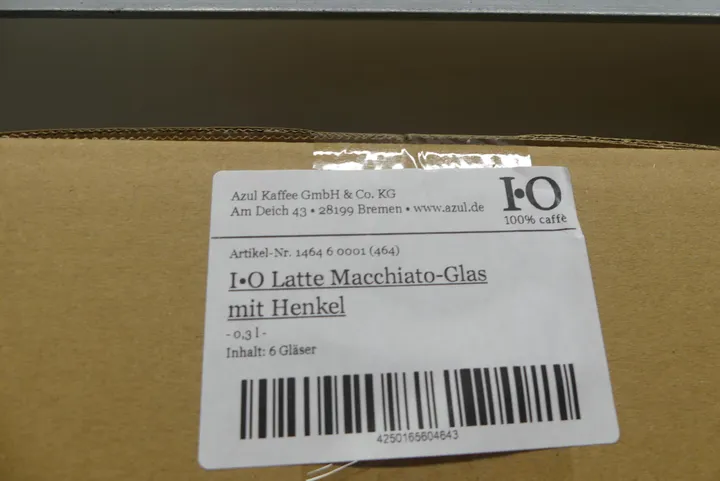 Azul Kaffee GmbH & Co. KG
Am Deich 43 • 28199 Bremen • www.azul.de
I•O
100% caffè
Artikel-Nr. 1464 6 0001 (464)
I•O Latte Macchiato-Glas
mit Henkel
- 0,3 l -
Inhalt: 6 Gläser
4250165604643